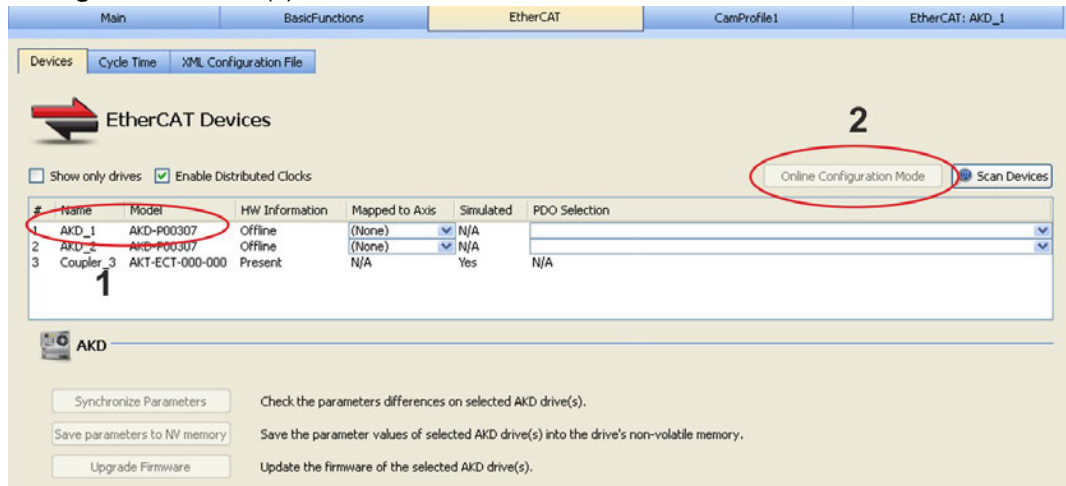 Main BasicFunctions EtherCAT CamProfile1 EtherCAT: AKD_1
Devices Cycle Time XML Configuration File
EtherCAT Devices
2
Show only drives Enable Distributed Clocks Online Configuration Mode Scan Devices
# Name Model HW Information Mapped to Axis Simulated PDO Selection
1 AKD_1 AKD-P00307 Offline (None) N/A
2 AKD_2 AKD-P00307 Offline (None) N/A
3 Coupler_3 AKT-ECT-000-000 Present N/A Yes N/A
1
AKD
Synchronize Parameters Check the parameters differences on selected AKD drive(s).
Save parameters to NV memory Save the parameter values of selected AKD drive(s) into the drive's non-volatile memory.
Upgrade Firmware Update the firmware of the selected AKD drive(s).